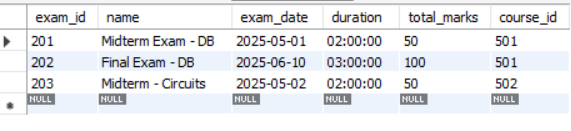 exam_id name exam_date duration total_marks course_id
201 Midterm Exam - DB 2025-05-01 02:00:00 50 501
202 Final Exam - DB 2025-06-10 03:00:00 100 501
203 Midterm - Circuits 2025-05-02 02:00:00 50 502
NULL NULL NULL NULL NULL NULL